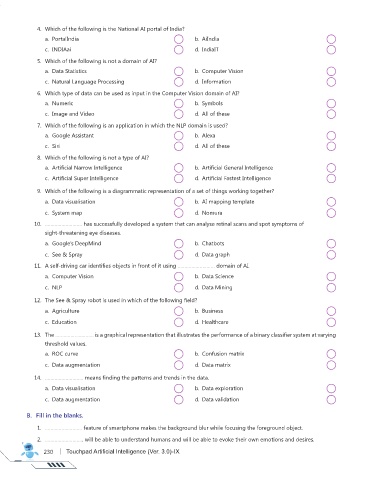 4. Which of the following is the National AI portal of India?
a. PortalIndia b. AiIndia
c. INDIAai d. IndiaIT
5. Which of the following is not a domain of AI?
a. Data Statistics b. Computer Vision
c. Natural Language Processing d. Information
6. Which type of data can be used as input in the Computer Vision domain of AI?
a. Numeric b. Symbols
c. Image and Video d. All of these
7. Which of the following is an application in which the NLP domain is used?
a. Google Assistant b. Alexa
c. Siri d. All of these
8. Which of the following is not a type of AI?
a. Artificial Narrow Intelligence b. Artificial General Intelligence
c. Artificial Super Intelligence d. Artificial Fastest Intelligence
9. Which of the following is a diagrammatic representation of a set of things working together?
a. Data visualisation b. AI mapping template
c. System map d. Nomura
10. ........................ has successfully developed a system that can analyse retinal scans and spot symptoms of
sight-threatening eye diseases.
a. Google's DeepMind b. Chatbots
c. See & Spray d. Data graph
11. A self-driving car identifies objects in front of it using ........................ domain of AI.
a. Computer Vision b. Data Science
c. NLP d. Data Mining
12. The See & Spray robot is used in which of the following field?
a. Agriculture b. Business
c. Education d. Healthcare
13. The ........................ is a graphical representation that illustrates the performance of a binary classifier system at varying
threshold values.
a. ROC curve b. Confusion matrix
c. Data augmentation d. Data matrix
14. ........................ means finding the patterns and trends in the data.
a. Data visualisation b. Data exploration
c. Data augmentation d. Data validation
B. Fill in the blanks.
1. ........................ feature of smartphone makes the background blur while focusing the foreground object.
2. ........................ will be able to understand humans and will be able to evoke their own emotions and desires.
230 | Touchpad Artificial Intelligence (Ver. 3.0)-IX